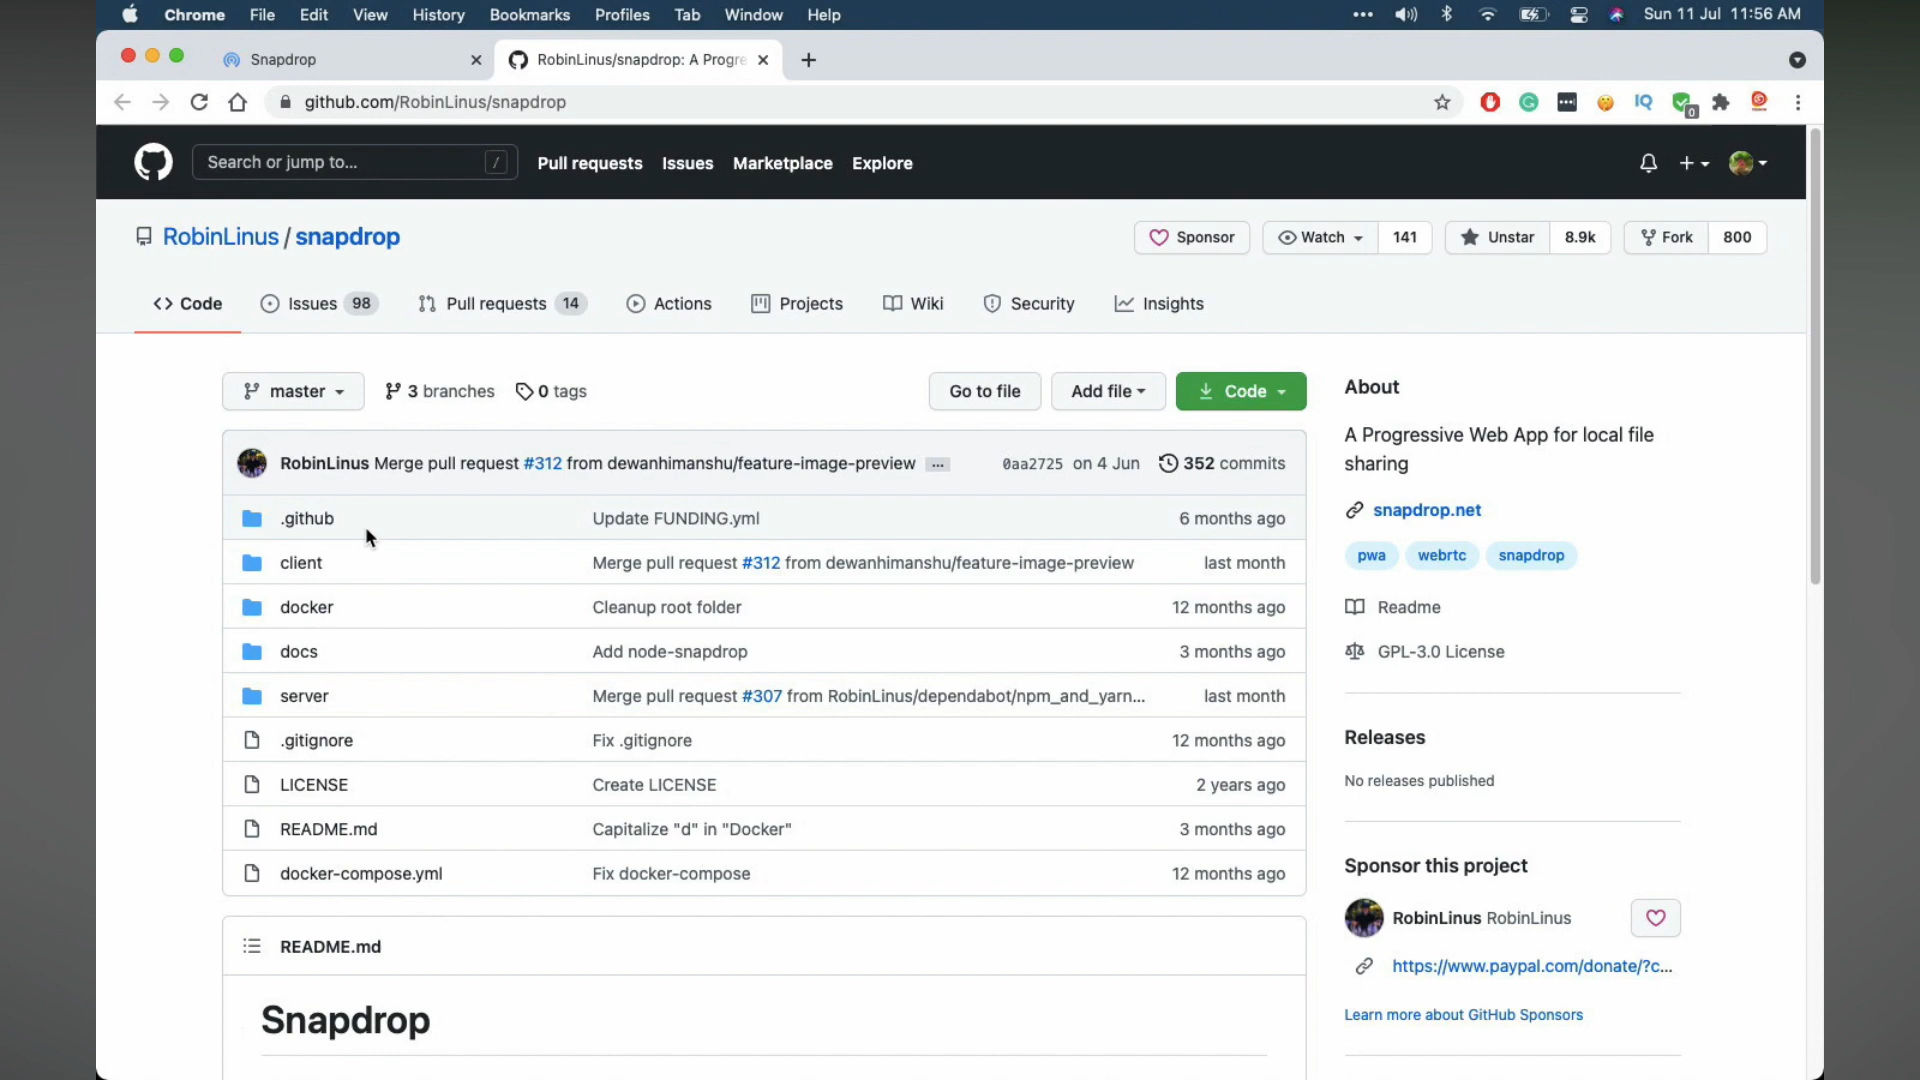 Chrome File Edit View History Bookmarks Profiles Tab Window Help Sun 11 Jul 11:56 AM
Snapdrop RobinLinus/snapdrop: A Progre
github.com/RobinLinus/snapdrop IQ 0
Search or jump to... / Pull requests Issues Marketplace Explore
RobinLinus / snapdrop Sponsor Watch 141 Unstar 8.9k Fork 800
Code Issues 98 Pull requests 14 Actions Projects Wiki Security Insights
master 3 branches 0 tags Go to file Add file Code
RobinLinus Merge pull request #312 from dewanhimanshu/feature-image-preview ... 0aa2725 on 4 Jun 352 commits
.github Update FUNDING.yml 6 months ago
client Merge pull request #312 from dewanhimanshu/feature-image-preview last month
docker Cleanup root folder 12 months ago
docs Add node-snapdrop 3 months ago
server Merge pull request #307 from RobinLinus/dependabot/npm_and_yarn... last month
.gitignore Fix .gitignore 12 months ago
LICENSE Create LICENSE 2 years ago
README.md Capitalize "d" in "Docker" 3 months ago
docker-compose.yml Fix docker-compose 12 months ago
README.md
Snapdrop
About
A Progressive Web App for local file
sharing
snapdrop.net
pwa webrtc snapdrop
Readme
GPL-3.0 License
Releases
No releases published
Sponsor this project
RobinLinus RobinLinus
https://www.paypal.com/donate/?c...
Learn more about GitHub Sponsors